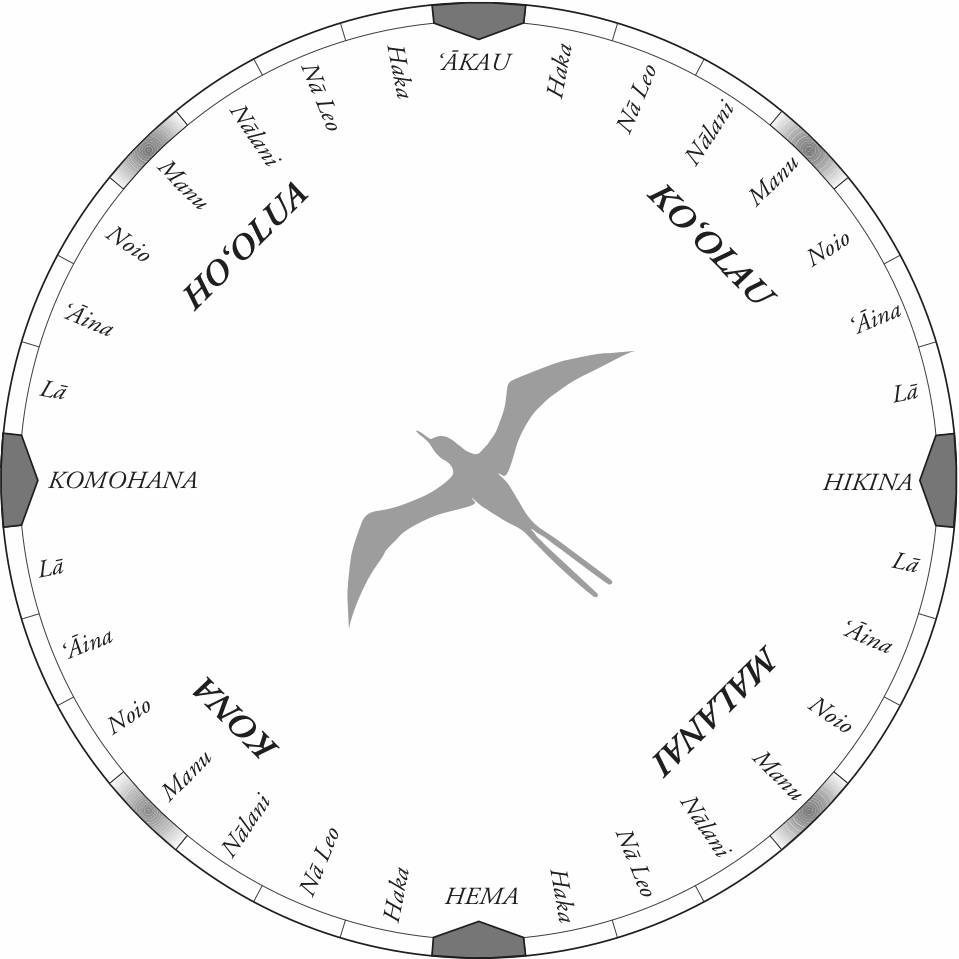 ʻĀKAU
Haka
Nā Leo
Nālani
Manu
Noio
ʻĀina
Lā
HIKINA
Lā
ʻĀina
Noio
Manu
Nālani
Nā Leo
Haka
HEMA
Haka
Nā Leo
Nālani
Manu
Noio
ʻĀina
Lā
KOMOHANA
Lā
ʻĀina
Noio
Manu
Nālani
Nā Leo
Haka
HOʻOLUA
KOʻOLAU
MALANAI
KONA